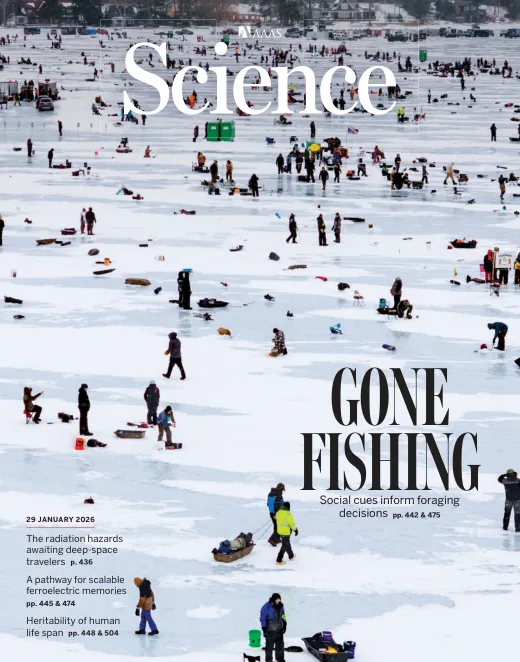 AAAS
Science
GONE
FISHING
Social cues inform foraging
decisions pp. 442 & 475
29 JANUARY 2026
The radiation hazards
awaiting deep-space
travelers p. 436
A pathway for scalable
ferroelectric memories
pp. 445 & 474
Heritability of human
life span pp. 448 & 504